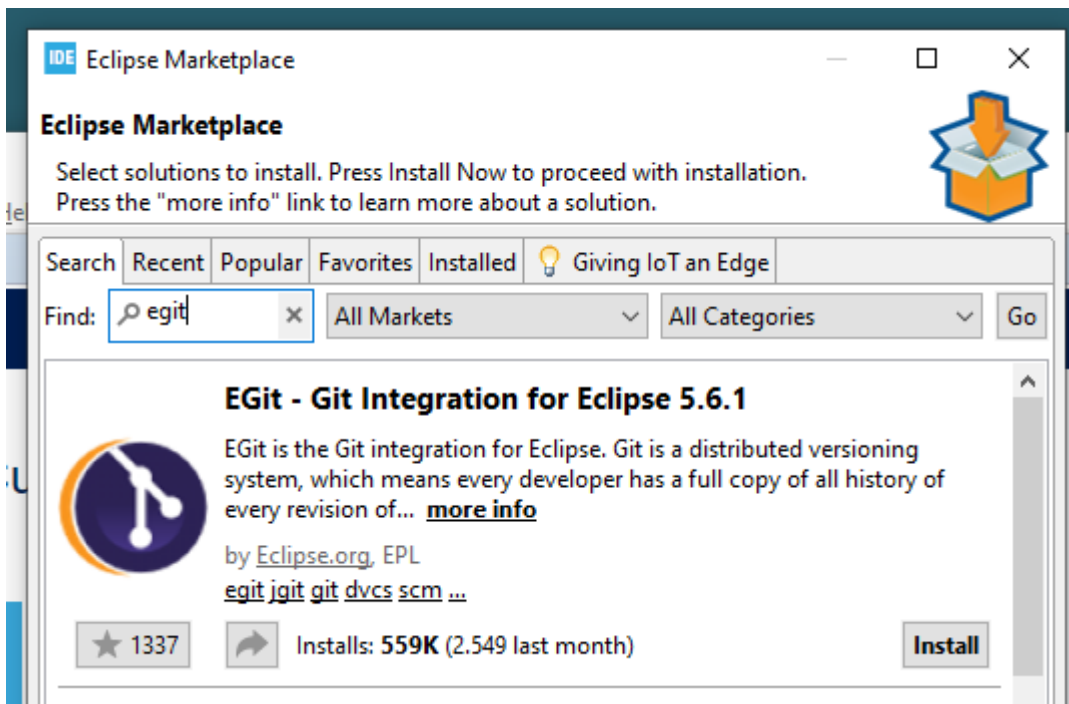 IDE Eclipse Marketplace
Eclipse Marketplace
Select solutions to install. Press Install Now to proceed with installation.
Press the "more info" link to learn more about a solution.
Search Recent Popular Favorites Installed Giving IoT an Edge
Find: egit All Markets All Categories Go
EGit - Git Integration for Eclipse 5.6.1
EGit is the Git integration for Eclipse. Git is a distributed versioning
system, which means every developer has a full copy of all history of
every revision of... more info
by Eclipse.org, EPL
egit jgit git dvcs scm ...
1337 Installs: 559K (2.549 last month) Install